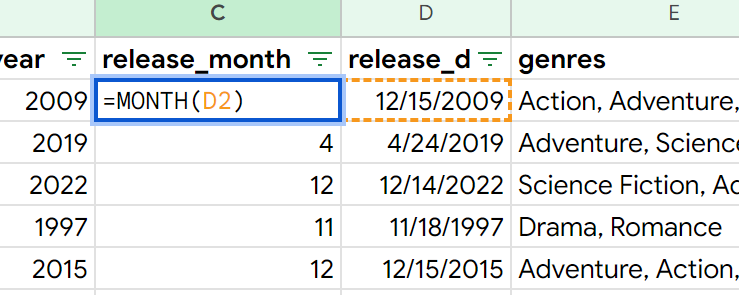 C D E
year release_month release_d genres
2009 =MONTH(D2) 12/15/2009 Action, Adventure,
2019 4 4/24/2019 Adventure, Science
2022 12 12/14/2022 Science Fiction, Ac
1997 11 11/18/1997 Drama, Romance
2015 12 12/15/2015 Adventure, Action,